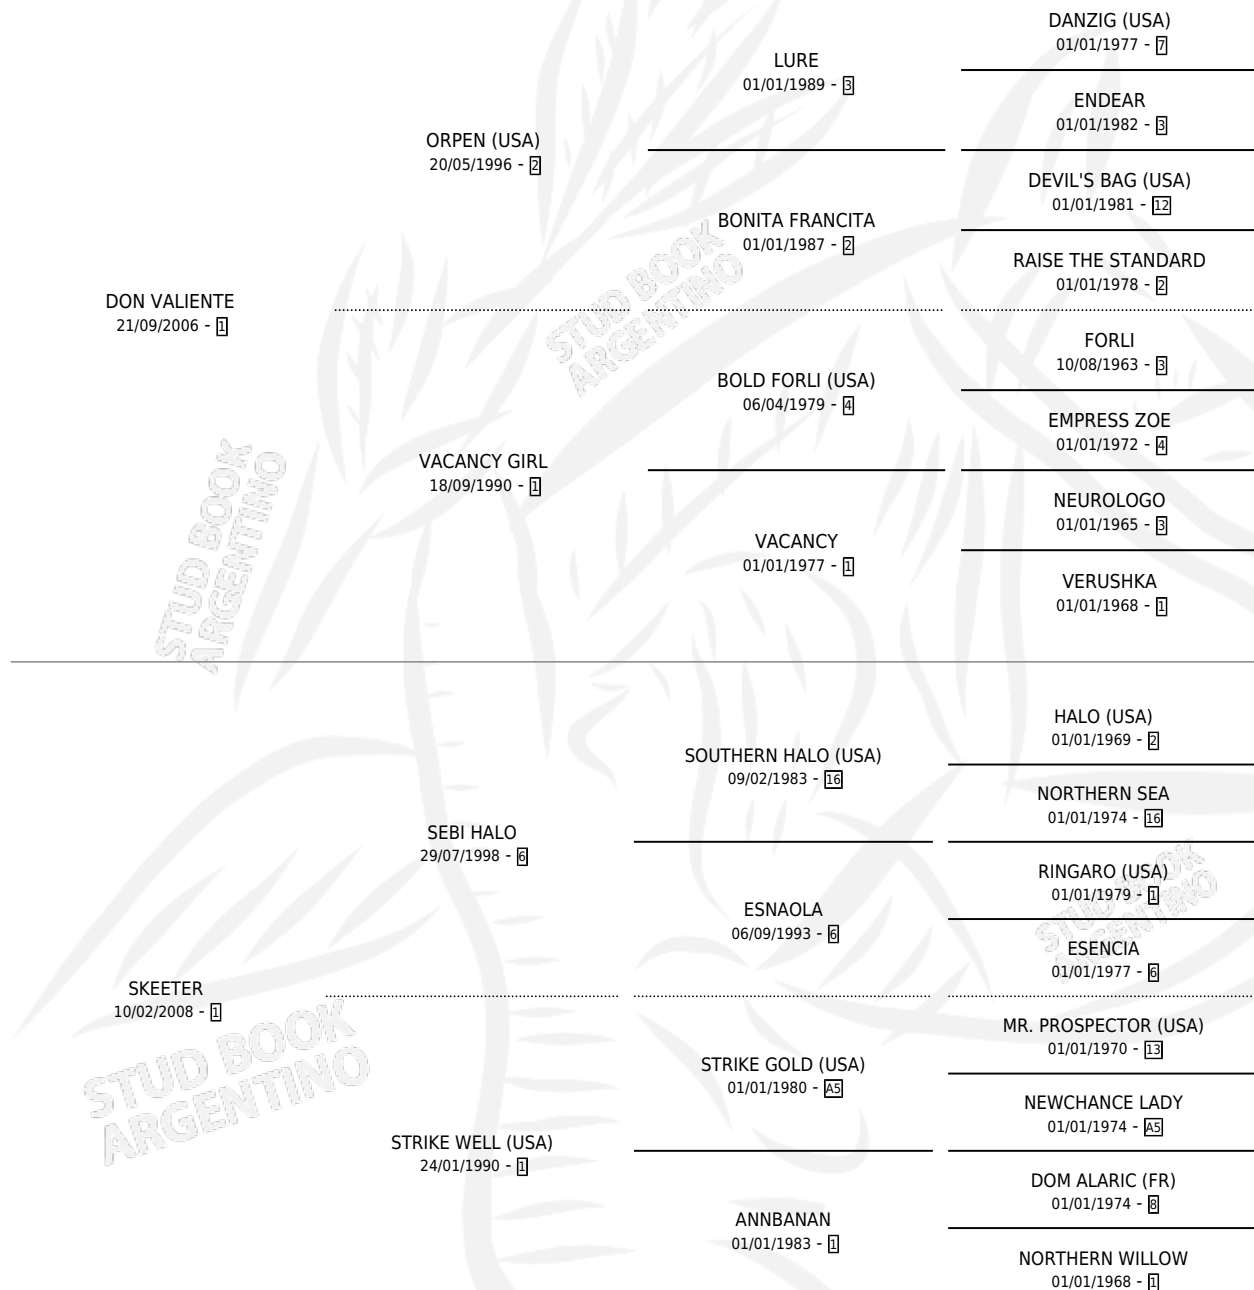 DON VALIENTE
21/09/2006 - 1
ORPEN (USA)
20/05/1996 - 2
VACANCY GIRL
18/09/1990 - 1
LURE
01/01/1989 - 3
BONITA FRANCITA
01/01/1987 - 2
BOLD FORLI (USA)
06/04/1979 - 4
VACANCY
01/01/1977 - 1
DANZIG (USA)
01/01/1977 - 7
ENDEAR
01/01/1982 - 3
DEVIL'S BAG (USA)
01/01/1981 - 12
RAISE THE STANDARD
01/01/1978 - 2
FORLI
10/08/1963 - 3
EMPRESS ZOE
01/01/1972 - 4
NEUROLOGO
01/01/1965 - 3
VERUSHKA
01/01/1968 - 1
SKEETER
10/02/2008 - 1
SEBI HALO
29/07/1998 - 6
STRIKE WELL (USA)
24/01/1990 - 1
SOUTHERN HALO (USA)
09/02/1983 - 16
ESNAOLA
06/09/1993 - 6
STRIKE GOLD (USA)
01/01/1980 - A5
ANNBANAN
01/01/1983 - 1
HALO (USA)
01/01/1969 - 2
NORTHERN SEA
01/01/1974 - 16
RINGARO (USA)
01/01/1979 - 1
ESENCIA
01/01/1977 - 6
MR. PROSPECTOR (USA)
01/01/1970 - 13
NEWCHANCE LADY
01/01/1974 - A5
DOM ALARIC (FR)
01/01/1974 - 8
NORTHERN WILLOW
01/01/1968 - 1
STUD BOOK
ARGENTINO
STUD BOOK
ARGENTINO
STUD BOOK
ARGENTINO
STUD BOOK
ARGENTINO